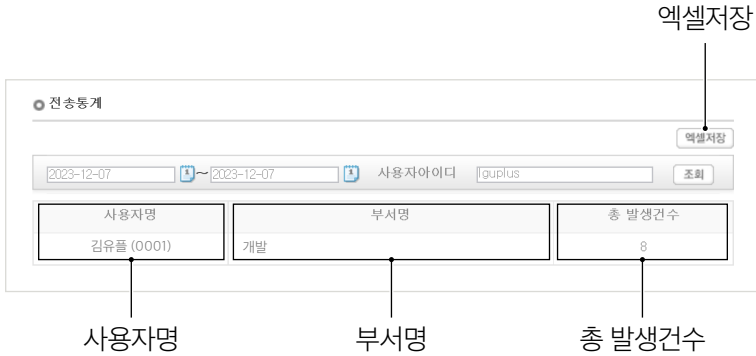 엑셀저장
전송통계
엑셀저장
2023-12-07 ~ 2023-12-07 사용자아이디 lguplus 조회
사용자명 부서명 총 발생건수
김유플 (0001) 개발 8
사용자명 부서명 총 발생건수